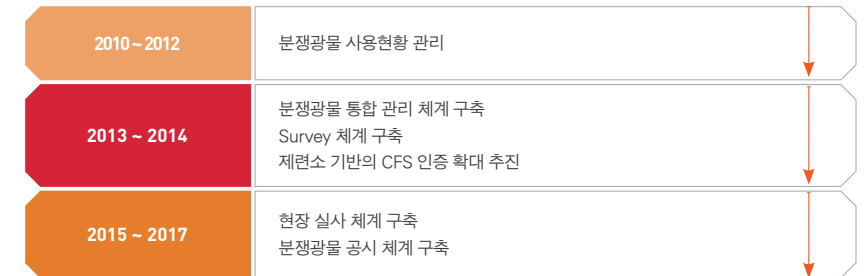 2010 ~ 2012
분쟁광물 사용현황 관리
2013 ~ 2014
분쟁광물 통합 관리 체계 구축
Survey 체계 구축
제련소 기반의 CFS 인증 확대 추진
2015 ~ 2017
현장 실사 체계 구축
분쟁광물 공시 체계 구축